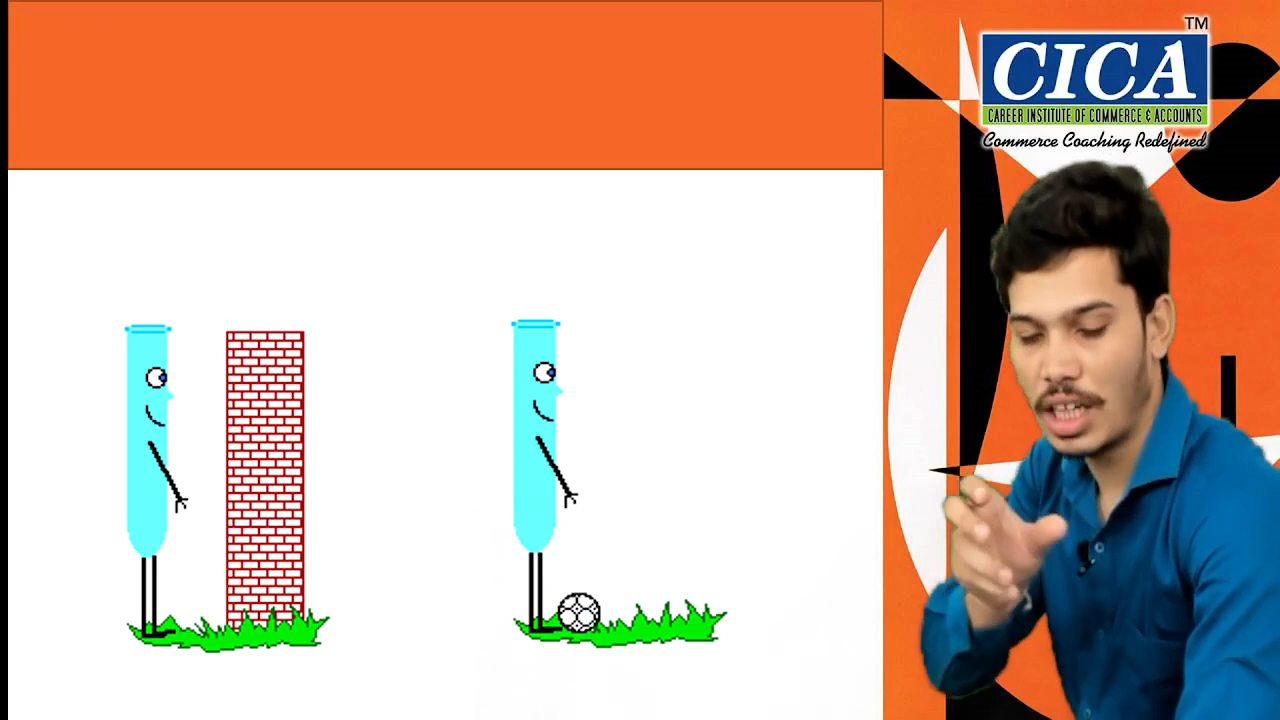 TM
CICA
CAREER INSTITUTE OF COMMERCE & ACCOUNTS
Commerce Coaching Redefined